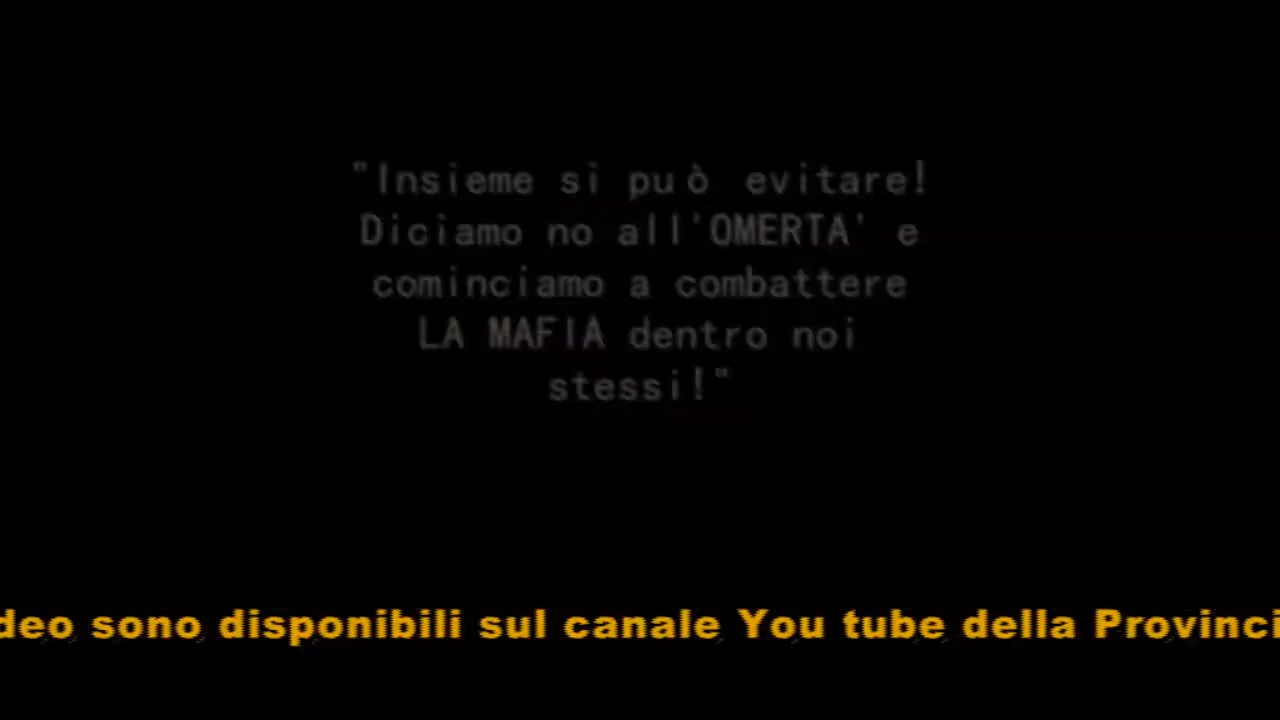 "Insieme si può evitare!
Diciamo no all'OMERTA' e
cominciamo a combattere
LA MAFIA dentro noi
stessi!"
deo sono disponibili sul canale You tube della Provinci